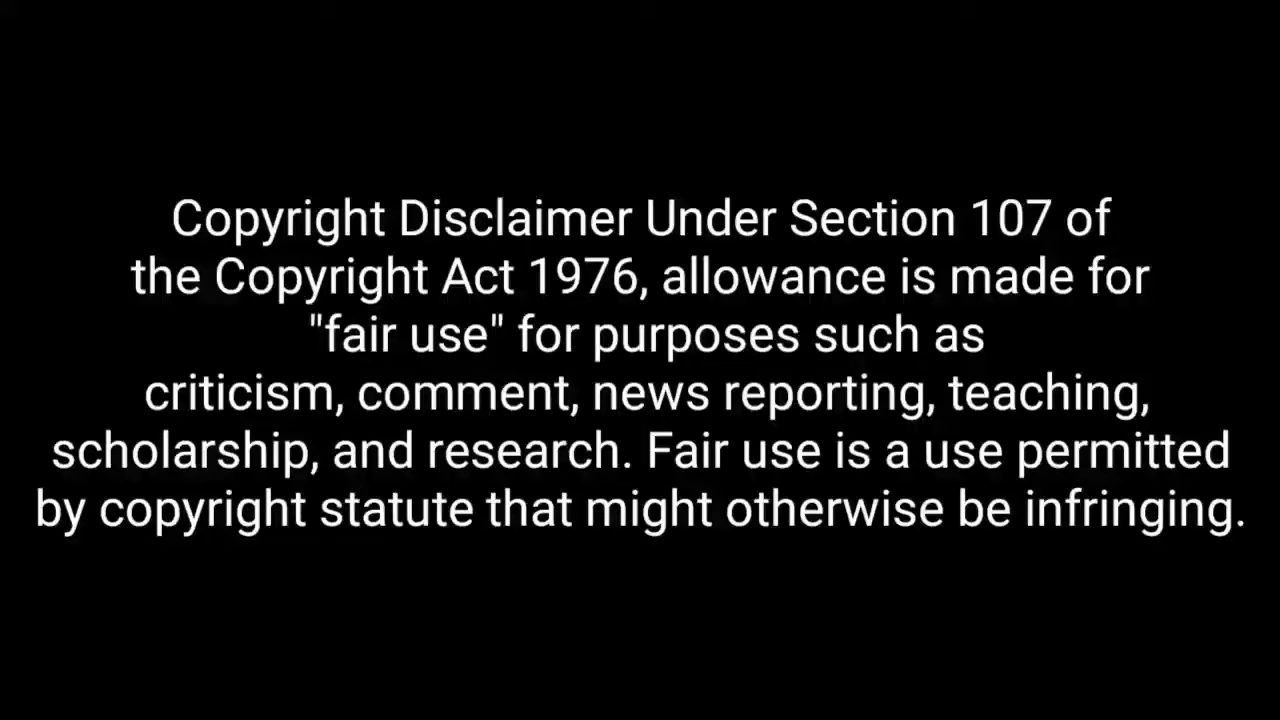 Copyright Disclaimer Under Section 107 of
the Copyright Act 1976, allowance is made for
"fair use" for purposes such as
criticism, comment, news reporting, teaching,
scholarship, and research. Fair use is a use permitted
by copyright statute that might otherwise be infringing.